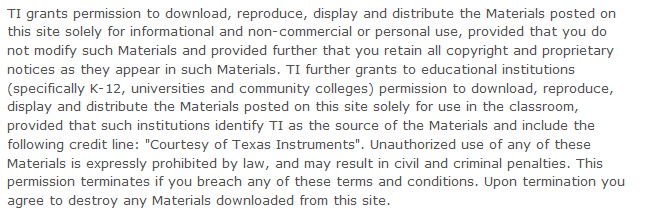 TI grants permission to download, reproduce, display and distribute the Materials posted on
this site solely for informational and non-commercial or personal use, provided that you do
not modify such Materials and provided further that you retain all copyright and proprietary
notices as they appear in such Materials. TI further grants to educational institutions
(specifically K-12, universities and community colleges) permission to download, reproduce,
display and distribute the Materials posted on this site solely for use in the classroom,
provided that such institutions identify TI as the source of the Materials and include the
following credit line: "Courtesy of Texas Instruments". Unauthorized use of any of these
Materials is expressly prohibited by law, and may result in civil and criminal penalties. This
permission terminates if you breach any of these terms and conditions. Upon termination you
agree to destroy any Materials downloaded from this site.